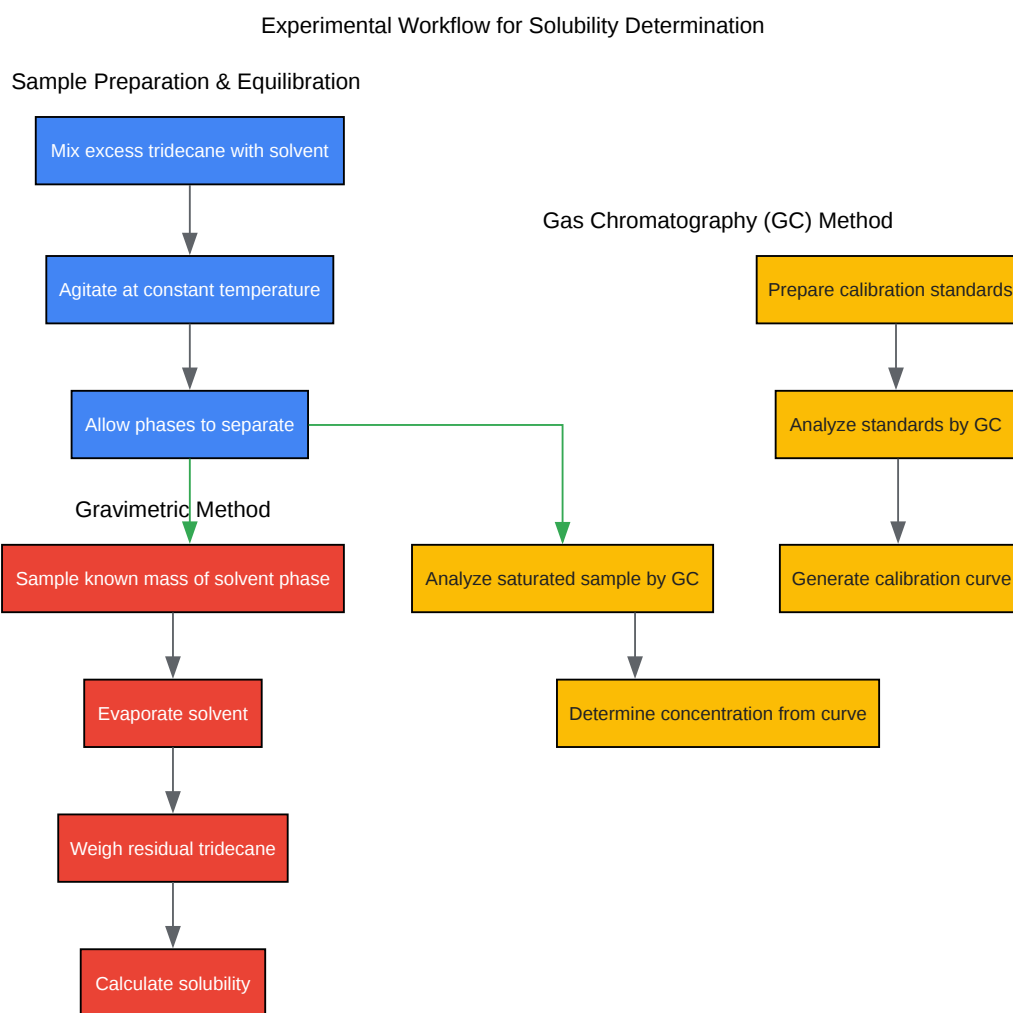 Experimental Workflow for Solubility Determination
Sample Preparation & Equilibration
Mix excess tridecane with solvent
Agitate at constant temperature
Allow phases to separate
Gravimetric Method
Sample known mass of solvent phase
Evaporate solvent
Weigh residual tridecane
Calculate solubility
Gas Chromatography (GC) Method
Prepare calibration standards
Analyze standards by GC
Generate calibration curve
Analyze saturated sample by GC
Determine concentration from curve